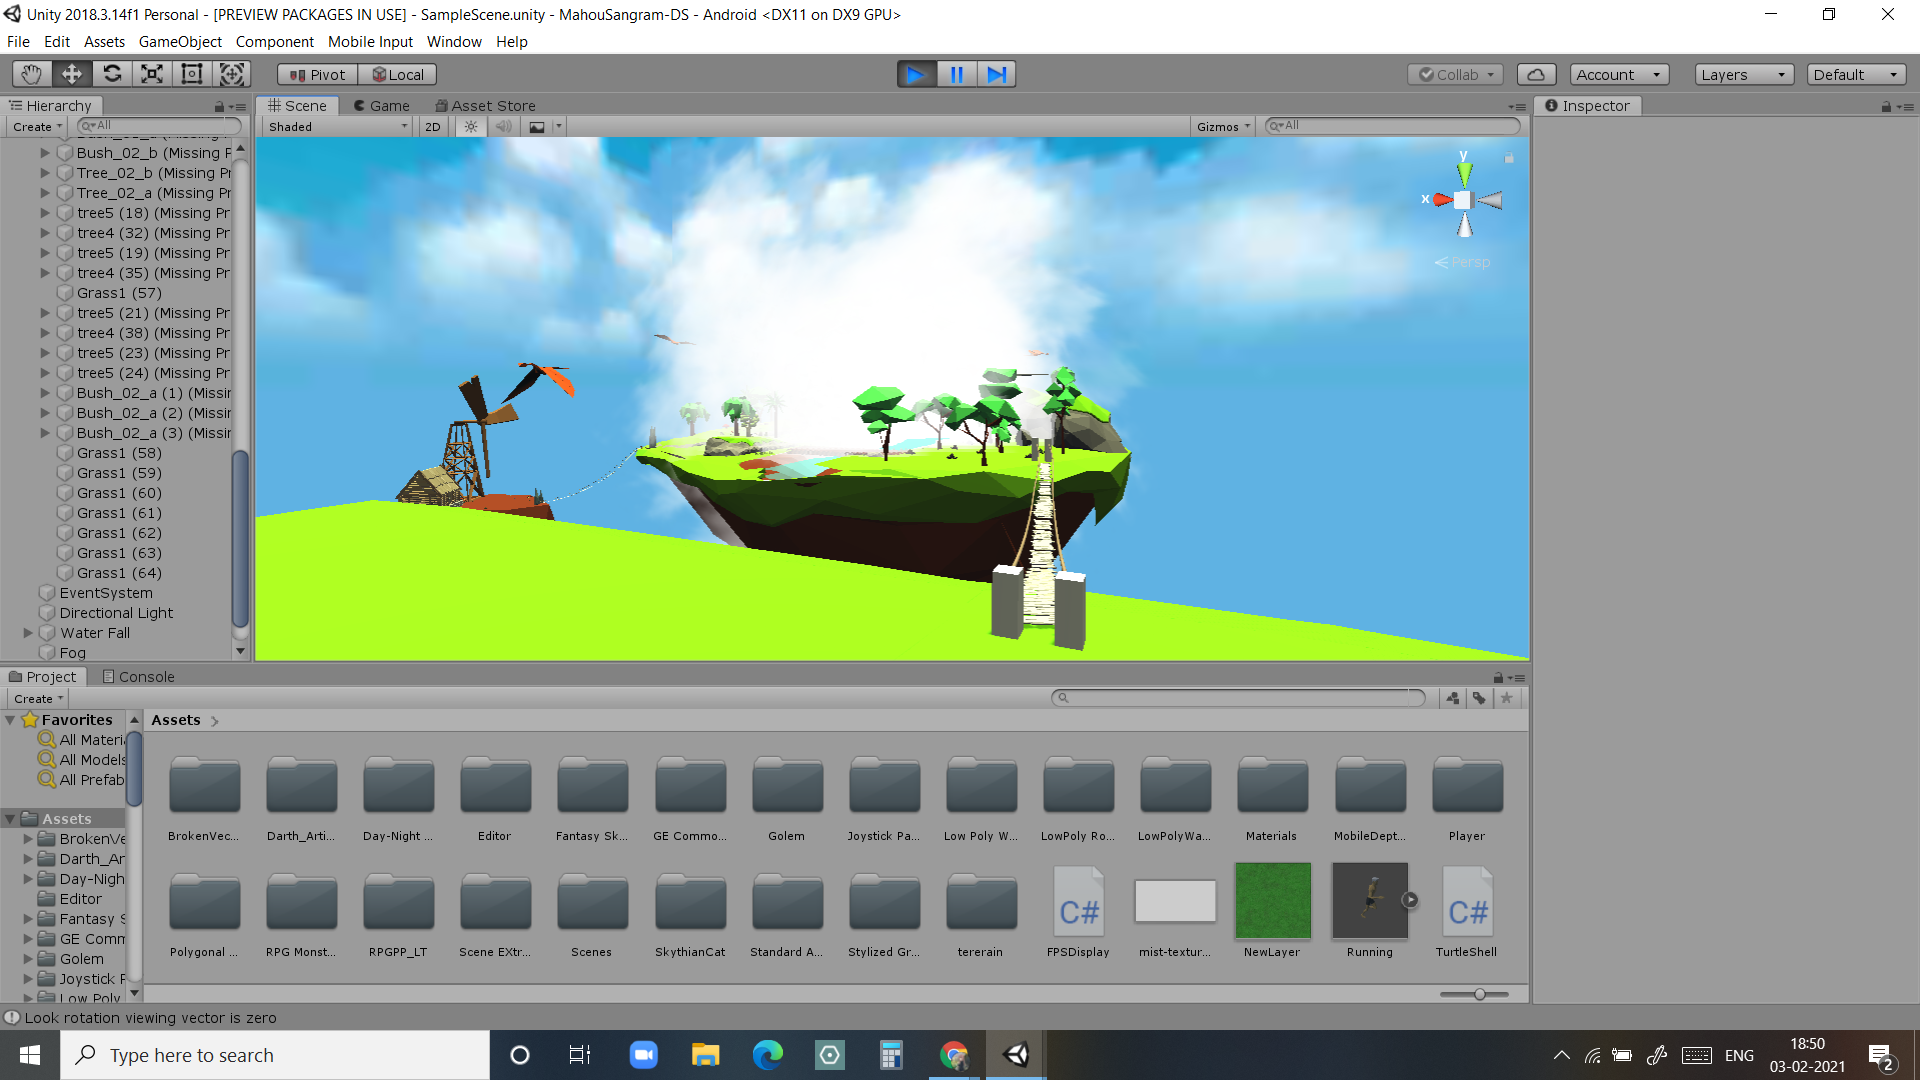 Unity 2018.3.14f1 Personal - [PREVIEW PACKAGES IN USE] - SampleScene.unity - MahouSangram-DS - Android <DX11 on DX9 GPU>
File Edit Assets GameObject Component Mobile Input Window Help
Pivot Local Collab Account Layers Default
Hierarchy Scene Game Asset Store Inspector
Create All Shaded 2D Gizmos All
Bush_02_b (Missing P
Tree_02_b (Missing Pr
Tree_02_a (Missing Pr
tree5 (18) (Missing Pr
tree4 (32) (Missing Pr
tree5 (19) (Missing Pr
tree4 (35) (Missing Pr
Grass1 (57)
tree5 (21) (Missing Pr
tree4 (38) (Missing Pr
tree5 (23) (Missing Pr
tree5 (24) (Missing Pr
Bush_02_a (1) (Missin
Bush_02_a (2) (Missin
Bush_02_a (3) (Missin
Grass1 (58)
Grass1 (59)
Grass1 (60)
Grass1 (61)
Grass1 (62)
Grass1 (63)
Grass1 (64)
EventSystem
Directional Light
Water Fall
Fog
y
x
Persp
Project Console
Create
Favorites
All Materi
All Models
All Prefab
Assets
BrokenVe
Darth_Ar
Day-Nigh
Editor
Fantasy S
GE Comm
Golem
Joystick P
Low Poly
Assets
BrokenVec... Darth_Arti... Day-Night ... Editor Fantasy Sk... GE Commo... Golem Joystick Pa... Low Poly W... LowPoly Ro... LowPolyWa... Materials MobileDept... Player
C# C#
Polygonal ... RPG Monst... RPGPP_LT Scene EXtr... Scenes SkythianCat Standard A... Stylized Gr... tererain FPSDisplay mist-textur... NewLayer Running TurtleShell
Look rotation viewing vector is zero
Type here to search
ENG
18:50
03-02-2021
2